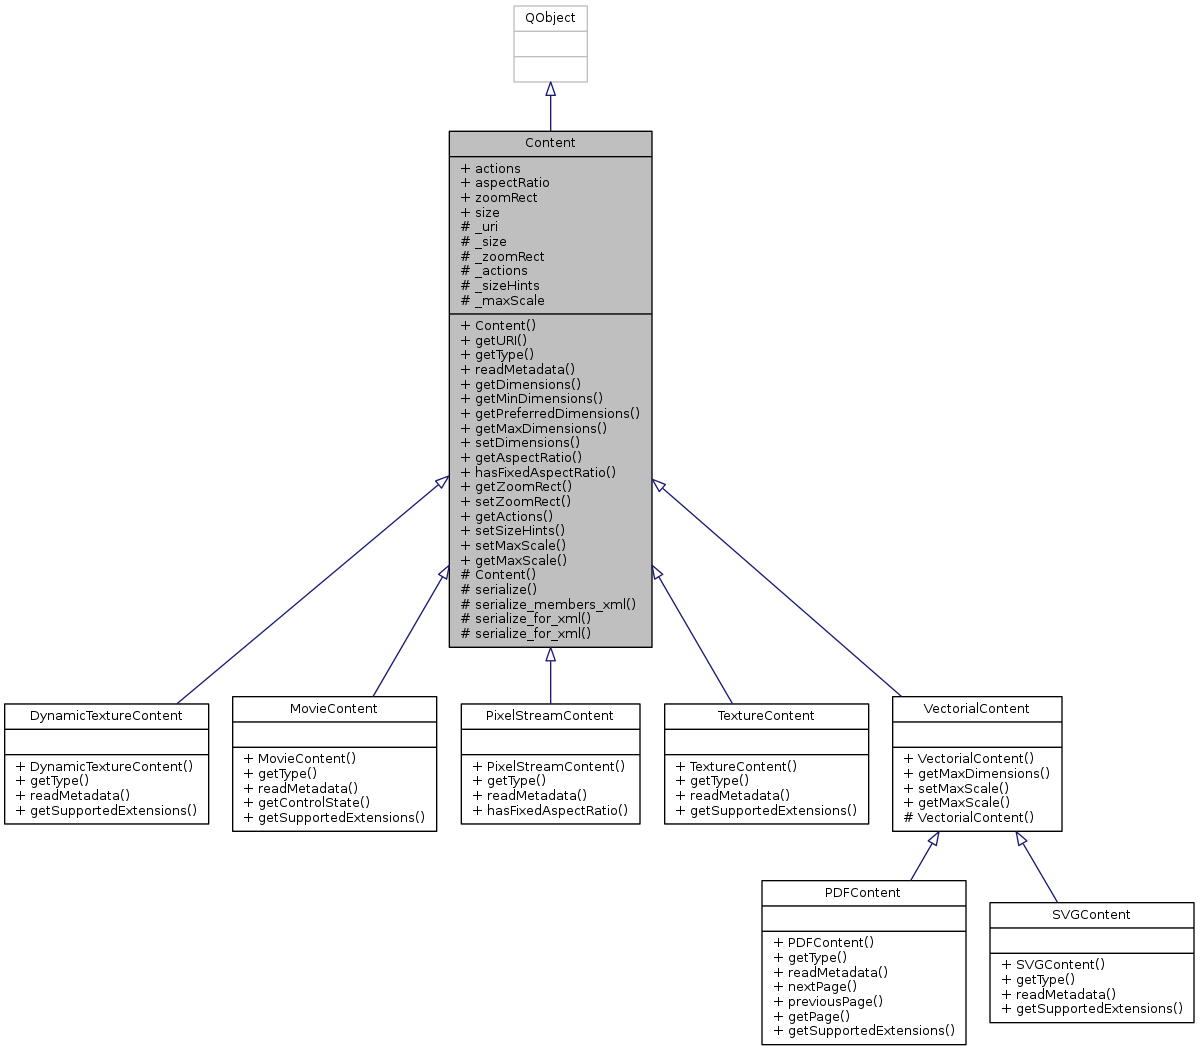 QObject
Content
+ actions
+ aspectRatio
+ zoomRect
+ size
# _uri
# _size
# _zoomRect
# _actions
# _sizeHints
# _maxScale
+ Content()
+ getURI()
+ getType()
+ readMetadata()
+ getDimensions()
+ getMinDimensions()
+ getPreferredDimensions()
+ getMaxDimensions()
+ setDimensions()
+ getAspectRatio()
+ hasFixedAspectRatio()
+ getZoomRect()
+ setZoomRect()
+ getActions()
+ setSizeHints()
+ setMaxScale()
+ getMaxScale()
# Content()
# serialize()
# serialize_members_xml()
# serialize_for_xml()
# serialize_for_xml()
DynamicTextureContent
+ DynamicTextureContent()
+ getType()
+ readMetadata()
+ getSupportedExtensions()
MovieContent
+ MovieContent()
+ getType()
+ readMetadata()
+ getControlState()
+ getSupportedExtensions()
PixelStreamContent
+ PixelStreamContent()
+ getType()
+ readMetadata()
+ hasFixedAspectRatio()
TextureContent
+ TextureContent()
+ getType()
+ readMetadata()
+ getSupportedExtensions()
VectorialContent
+ VectorialContent()
+ getMaxDimensions()
+ setMaxScale()
+ getMaxScale()
# VectorialContent()
PDFContent
+ PDFContent()
+ getType()
+ readMetadata()
+ nextPage()
+ previousPage()
+ getPage()
+ getSupportedExtensions()
SVGContent
+ SVGContent()
+ getType()
+ readMetadata()
+ getSupportedExtensions()